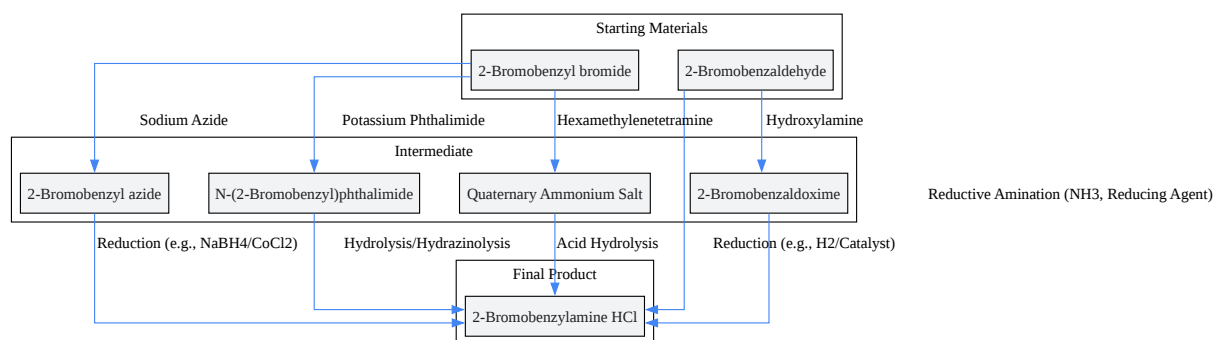 Starting Materials
2-Bromobenzyl bromide
2-Bromobenzaldehyde
Sodium Azide
Potassium Phthalimide
Hexamethylenetetramine
Hydroxylamine
Intermediate
2-Bromobenzyl azide
N-(2-Bromobenzyl)phthalimide
Quaternary Ammonium Salt
2-Bromobenzaldoxime
Reductive Amination (NH3, Reducing Agent)
Reduction (e.g., NaBH4/CoCl2)
Hydrolysis/Hydrazinolysis
Acid Hydrolysis
Reduction (e.g., H2/Catalyst)
Final Product
2-Bromobenzylamine HCl